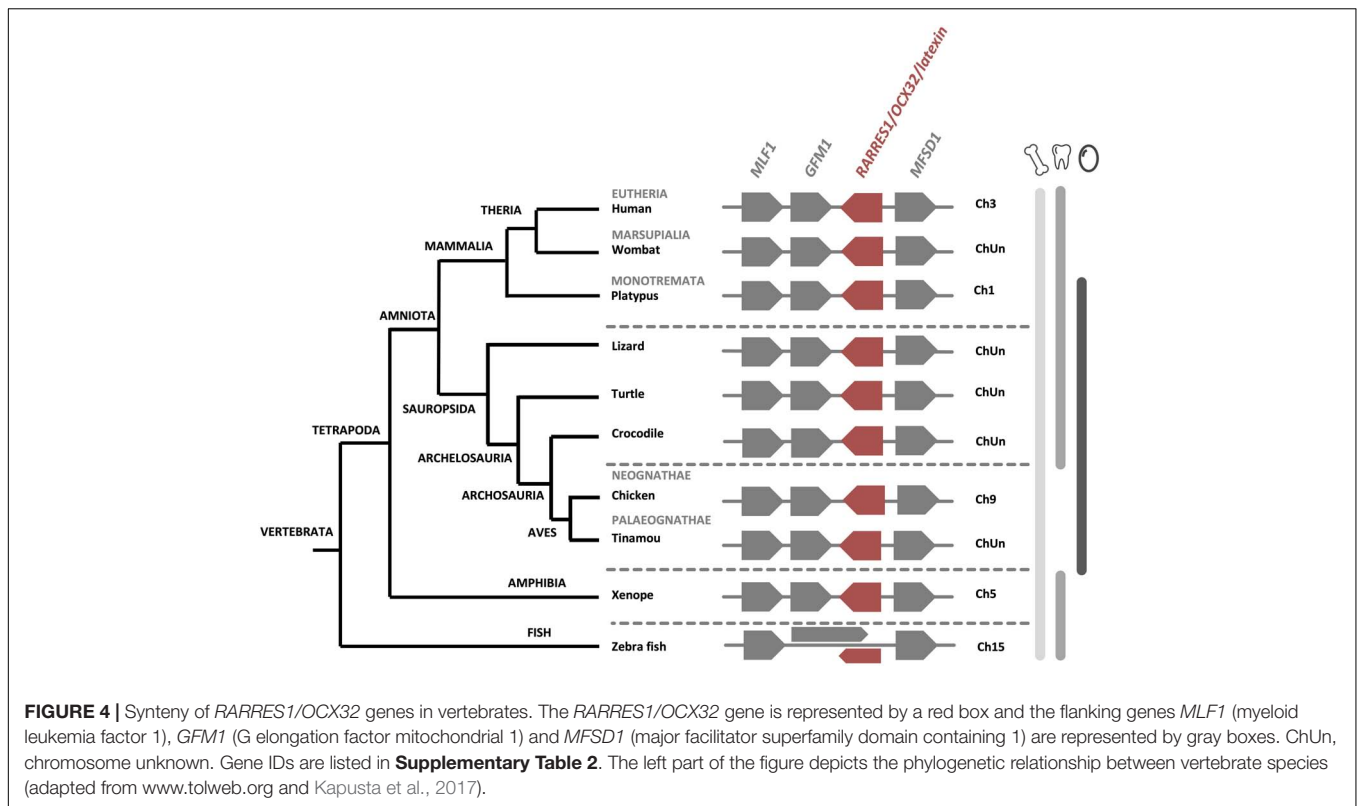 MLF1
GFM1
RARRES1/OCX32/latexin
MFSD1
EUTHERIA
Human
Ch3
THERIA
MARSUPIALIA
Wombat
ChUn
MAMMALIA
MONOTREMATA
Platypus
Ch1
AMNIOTA
Lizard
ChUn
SAUROPSIDA
Turtle
ChUn
TETRAPODA
Crocodile
ChUn
ARCHELOSAURIA
NEOGNATHAE
Chicken
Ch9
ARCHOSAURIA
PALAEOGNATHAE
AVES
Tinamou
ChUn
VERTEBRATA
AMPHIBIA
Xenope
Ch5
FISH
Zebra fish
Ch15
FIGURE 4 | Synteny of RARRES1/OCX32 genes in vertebrates. The RARRES1/OCX32 gene is represented by a red box and the flanking genes MLF1 (myeloid
leukemia factor 1), GFM1 (G elongation factor mitochondrial 1) and MFSD1 (major facilitator superfamily domain containing 1) are represented by gray boxes. ChUn,
chromosome unknown. Gene IDs are listed in Supplementary Table 2. The left part of the figure depicts the phylogenetic relationship between vertebrate species
(adapted from www.tolweb.org and Kapusta et al., 2017).